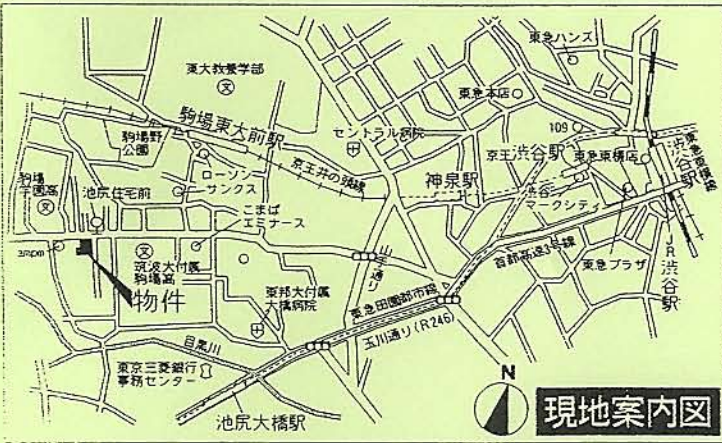 東急ハンズ
東大教養学部
文
東急本店
駒場東大前駅
セントラル病院
109
駒場野
公園
ローソン
サンクス
京王井の頭線
神泉駅
京王渋谷駅
東急東横店
東急東横線
渋谷駅
駒場
学園高
文
池尻住宅前
こまば
エミナース
渋谷
マークシティ
am pm
文
筑波大付属
駒場高
山手通り
首都高速3号線
東急プラザ
JR渋谷駅
物件
東邦大付属
大橋病院
東急田園都市線
玉川通り(R246)
目黒川
東京三菱銀行
事務センター
池尻大橋駅
N
現地案内図